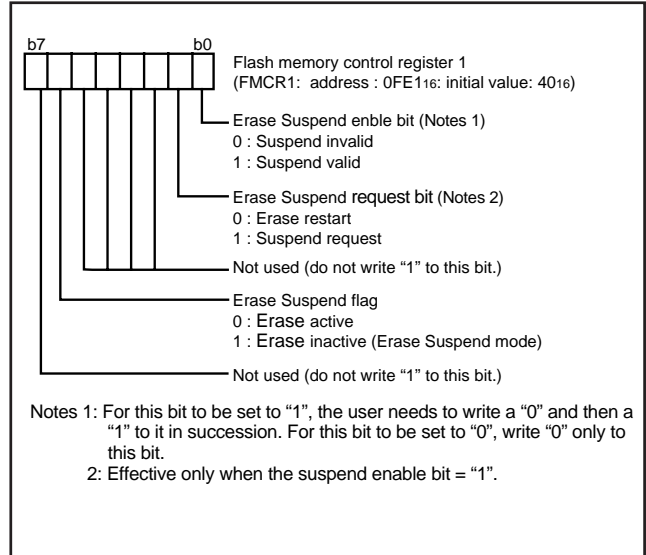 b7 b0
Flash memory control register 1
(FMCR1: address : 0FE116: initial value: 4016)
Erase Suspend enble bit (Notes 1)
0 : Suspend invalid
1 : Suspend valid
Erase Suspend request bit (Notes 2)
0 : Erase restart
1 : Suspend request
Not used (do not write “1” to this bit.)
Erase Suspend flag
0 : Erase active
1 : Erase inactive (Erase Suspend mode)
Not used (do not write “1” to this bit.)
Notes 1: For this bit to be set to “1”, the user needs to write a “0” and then a
“1” to it in succession. For this bit to be set to “0”, write “0” only to
this bit.
2: Effective only when the suspend enable bit = “1”.